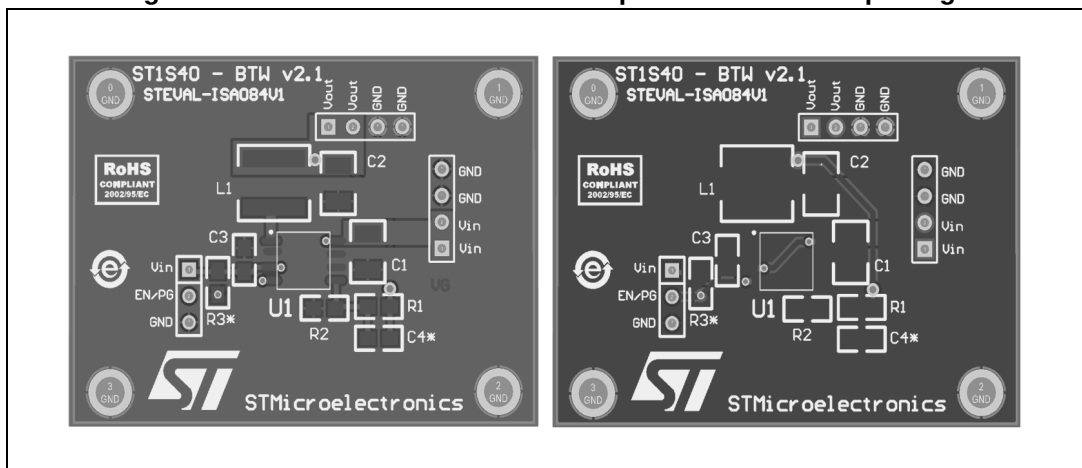 ST1S40 - BTW v2.1
STEVAL-ISA084V1
Vout
Vout
GND
GND
0
GND
1
GND
RoHS
COMPLIANT
2002/95/EC
C2
L1
GND
GND
Vin
Vin
C3
C1
VG
Vin
EN/PG
GND
R3*
U1
R2
R1
C4*
3
GND
2
GND
ST
STMicroelectronics
ST1S40 - BTW v2.1
STEVAL-ISA084V1
Vout
Vout
GND
GND
0
GND
1
GND
RoHS
COMPLIANT
2002/95/EC
C2
L1
GND
GND
Vin
Vin
C3
C1
Vin
EN/PG
GND
R3*
U1
R2
R1
C4*
3
GND
2
GND
ST
STMicroelectronics